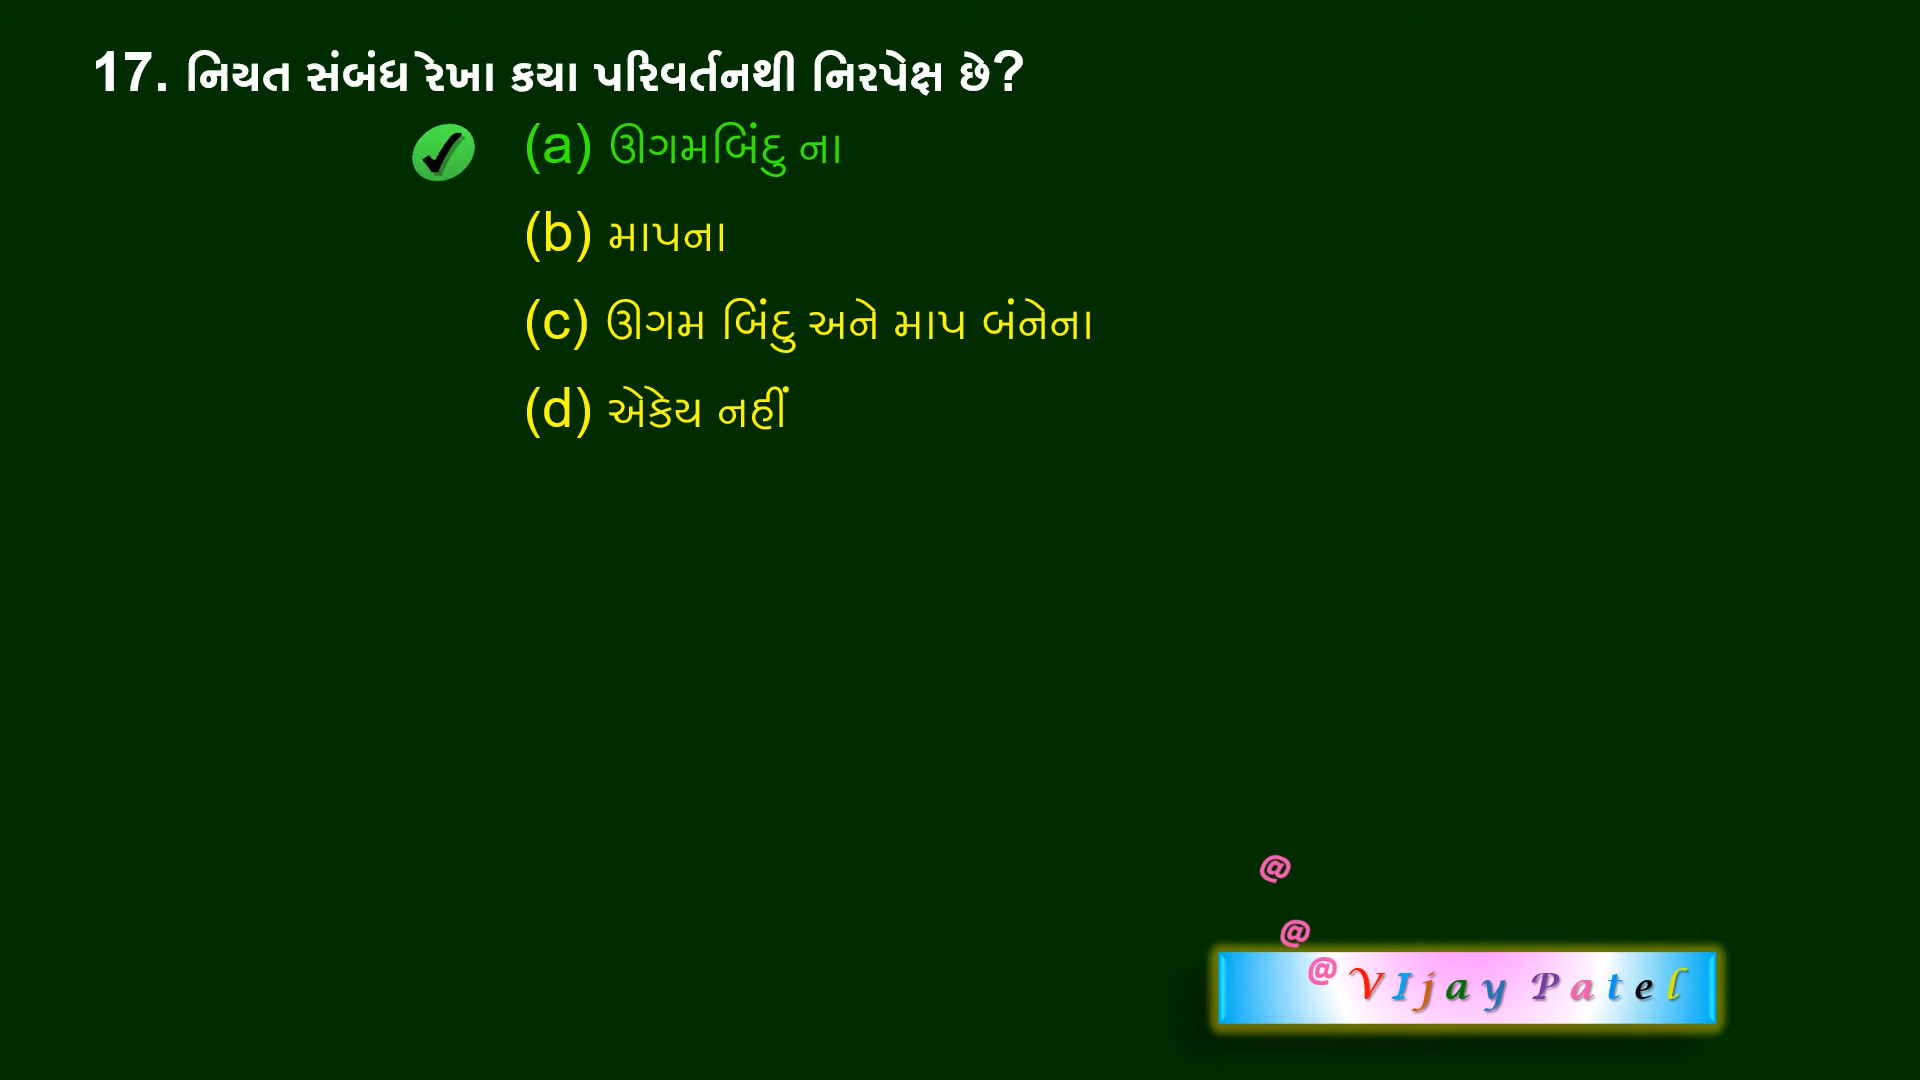 17. નિયત સંબંધ રેખા કયા પરિવર્તનથી નિરપેક્ષ છે?
(a) ઊગમબિંદુ ના
(b) માપના
(c) ઊગમ બિંદુ અને માપ બંનેના
(d) એકેય નહીં
@
@
@ VIjay Patel